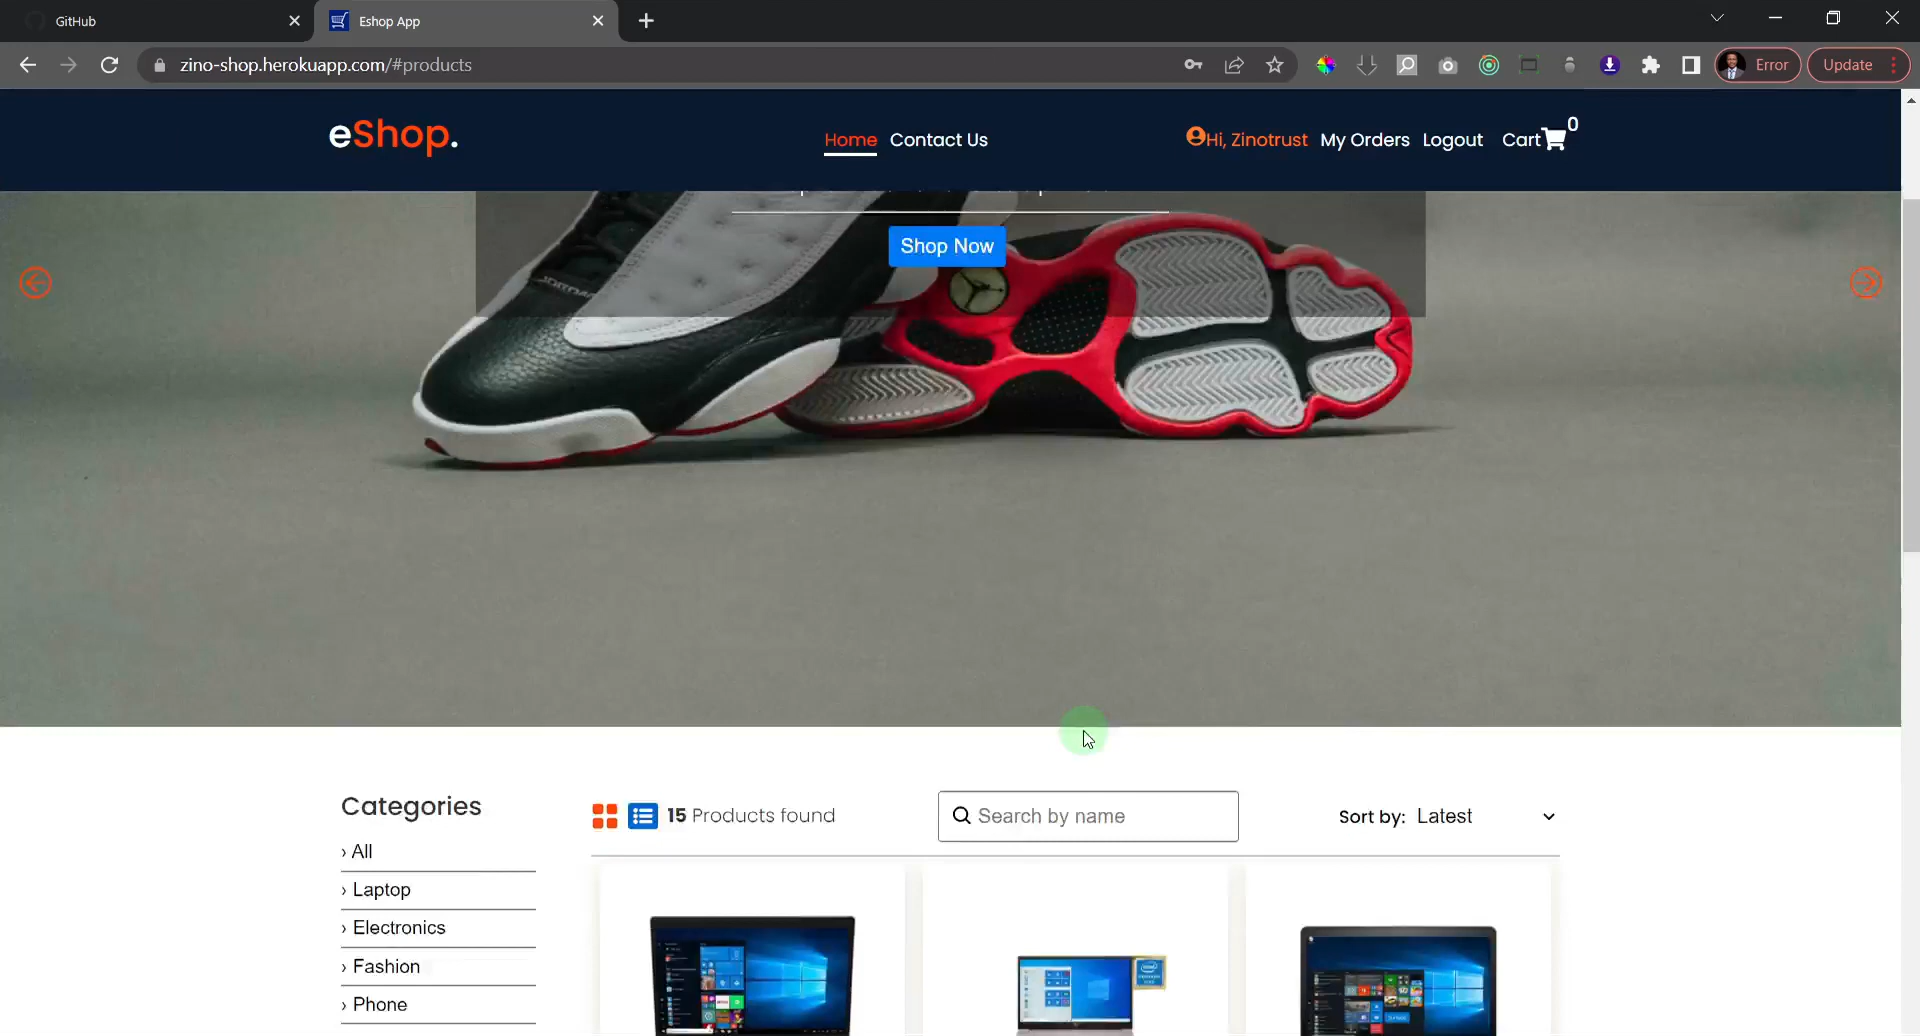 GitHub
Eshop App
zino-shop.herokuapp.com/#products
Error
Update
eShop.
Home
Contact Us
Hi, Zinotrust
My Orders
Logout
Cart
0
Shop Now
Categories
15 Products found
Search by name
Sort by: Latest
› All
› Laptop
› Electronics
› Fashion
› Phone